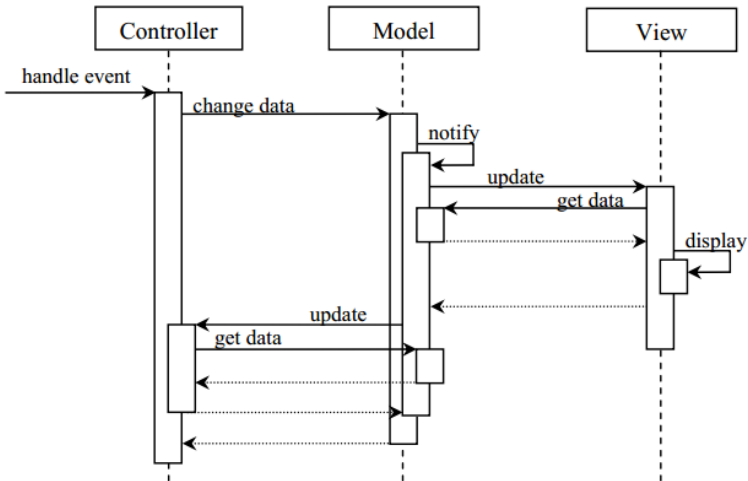 Controller
Model
View
handle event
change data
notify
update
get data
display
update
get data